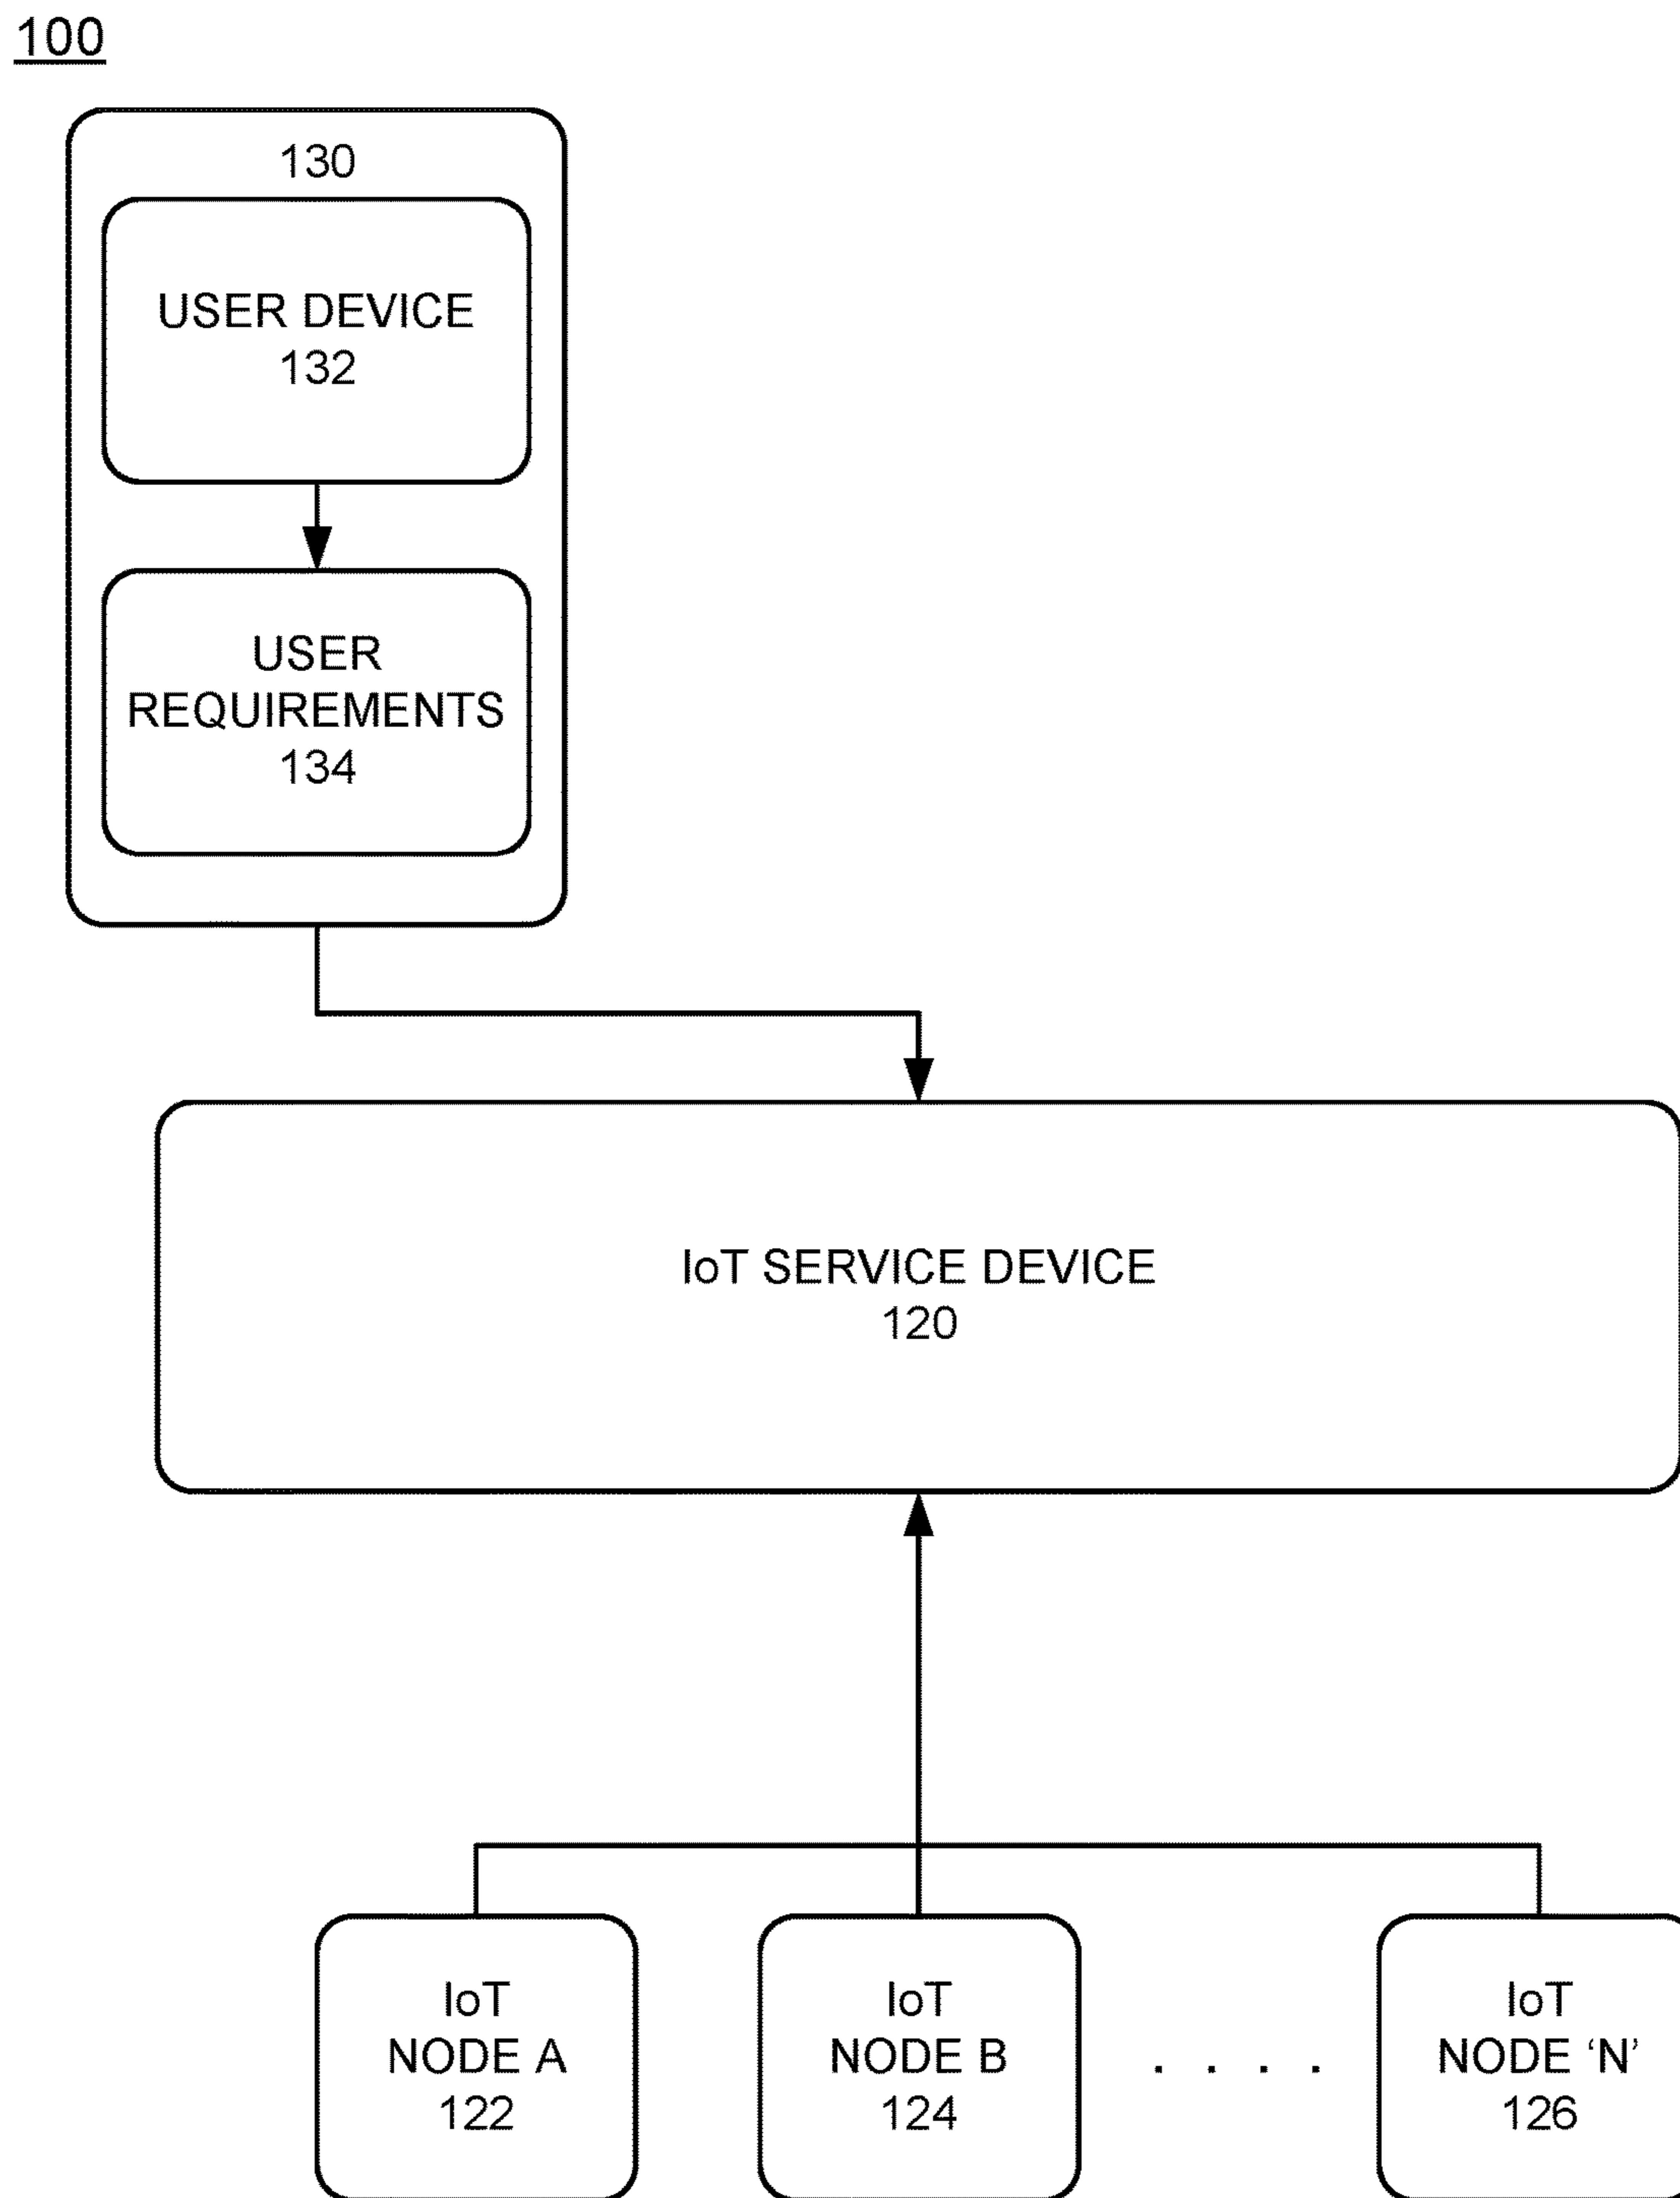 100
130
USER DEVICE
132
USER
REQUIREMENTS
134
IoT SERVICE DEVICE
120
IoT
NODE A
122
IoT
NODE B
124
. . . .
IoT
NODE ‘N’
126